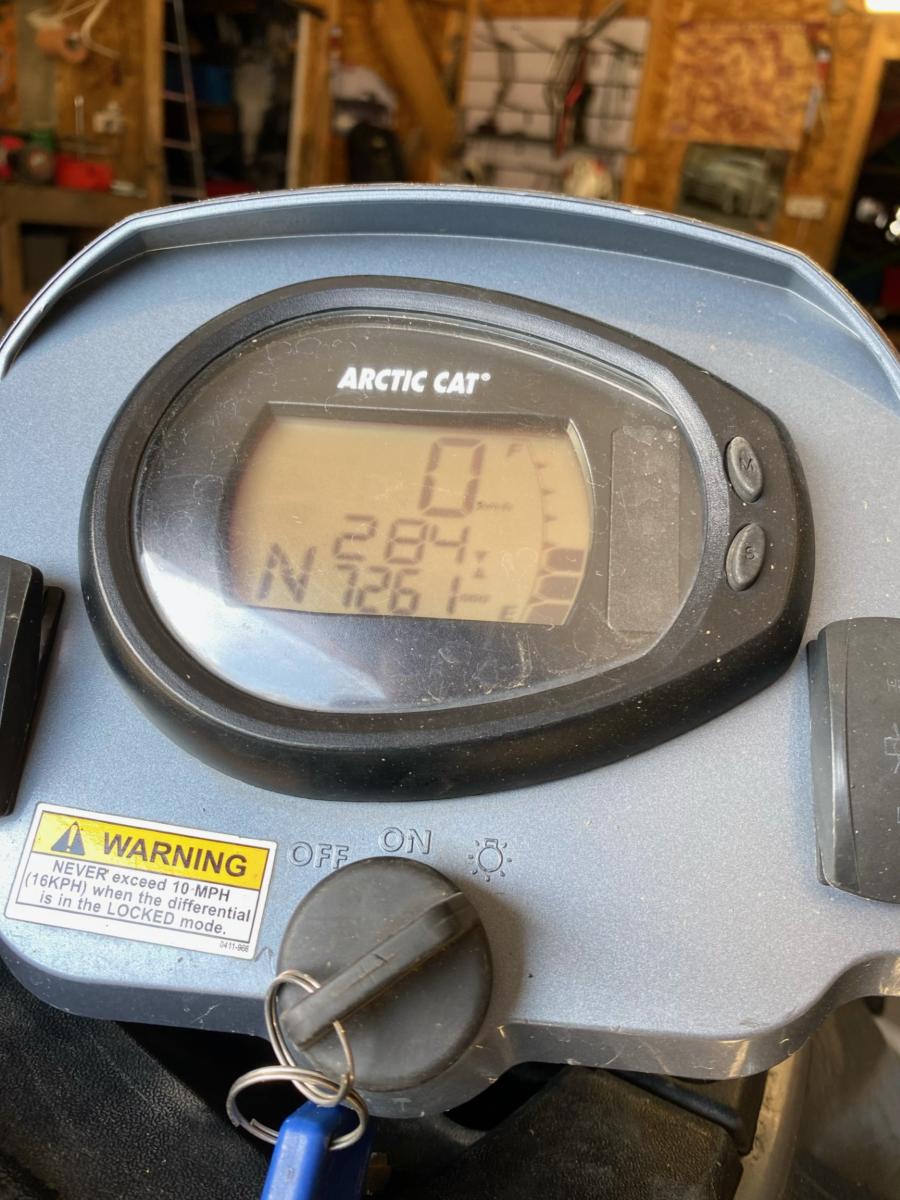 ARCTIC CAT
0
F
284
N 7261
E
M
S
OFF ON
WARNING
NEVER exceed 10 MPH
(16KPH) when the differential
is in the LOCKED mode.
0411-966